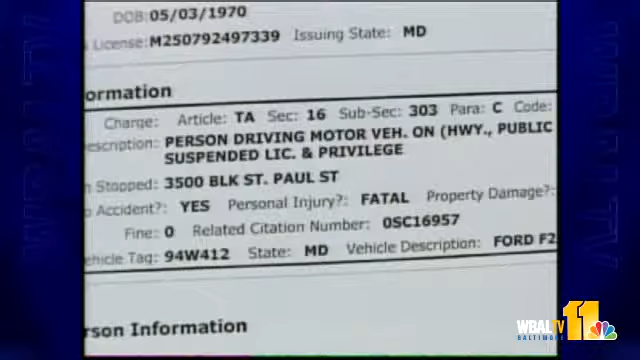 DOB: 05/03/1970
License: M250792497339 Issuing State: MD
ormation
Charge: Article: TA Sec: 16 Sub-Sec: 303 Para: C Code:
escription: PERSON DRIVING MOTOR VEH. ON (HWY., PUBLIC
SUSPENDED LIC. & PRIVILEGE
n Stopped: 3500 BLK ST. PAUL ST
o Accident?: YES Personal Injury?: FATAL Property Damage?:
Fine: 0 Related Citation Number: 0SC16957
ehicle Tag: 94W412 State: MD Vehicle Description: FORD F2
rson Information
WBALTV 11
BALTIMORE